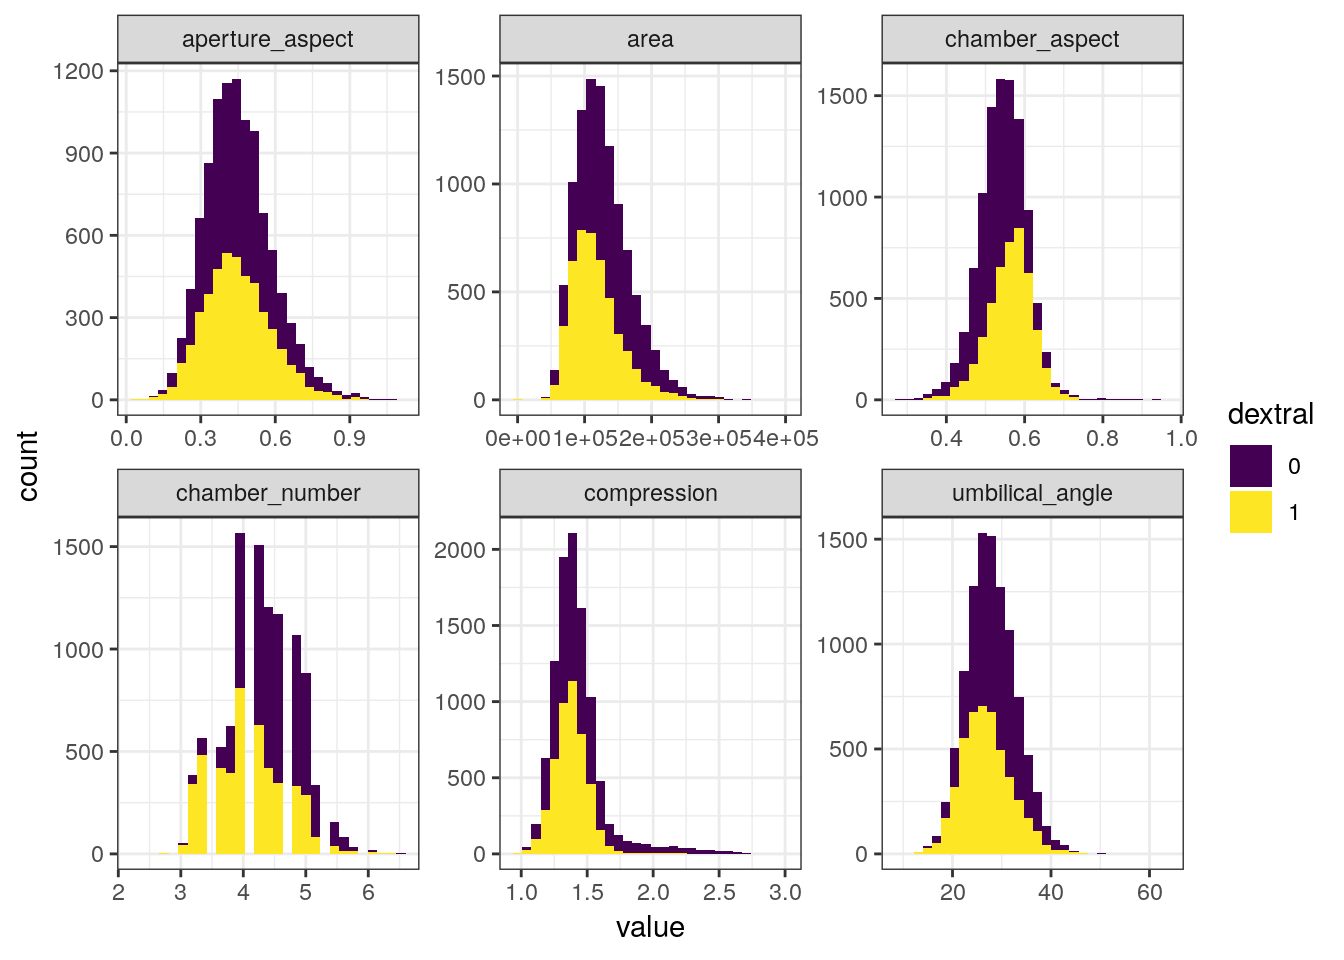 aperture_aspect
area
chamber_aspect
1200
900
600
300
0
0.0 0.3 0.6 0.9
1500
1000
500
0
0e+001e+052e+053e+054e+05
1500
1000
500
0
0.4 0.6 0.8 1.0
chamber_number
compression
umbilical_angle
1500
1000
500
0
2 3 4 5 6
2000
1500
1000
500
0
1.0 1.5 2.0 2.5 3.0
1500
1000
500
0
20 40 60
count
value
dextral
0
1